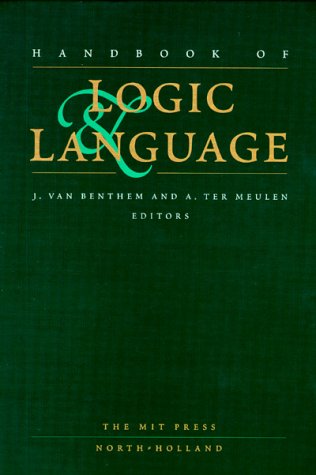 HANDBOOK OF
LOGIC
&
LANGUAGE
J. VAN BENTHEM AND A. TER MEULEN
EDITORS
THE MIT PRESS
NORTH-HOLLAND